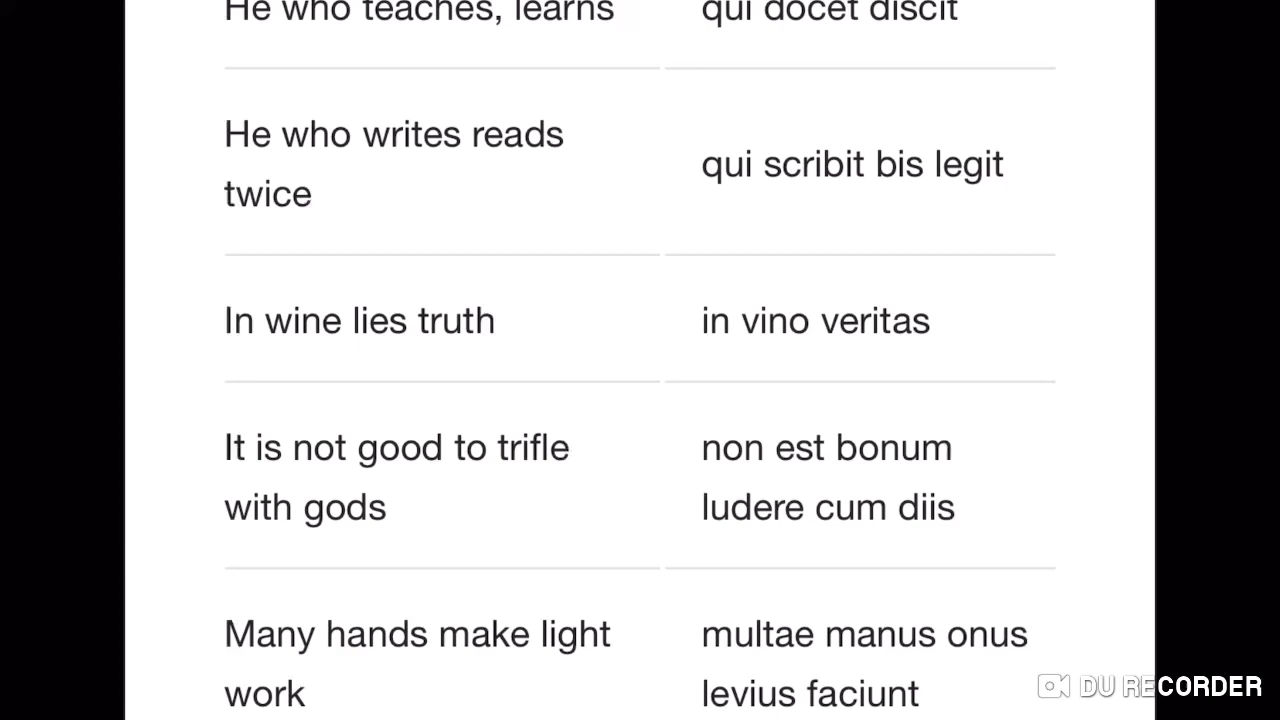 He who teaches, learns
qui docet discit
He who writes reads
twice
qui scribit bis legit
In wine lies truth
in vino veritas
It is not good to trifle
with gods
non est bonum
ludere cum diis
Many hands make light
work
multae manus onus
levius faciunt
DU RECORDER